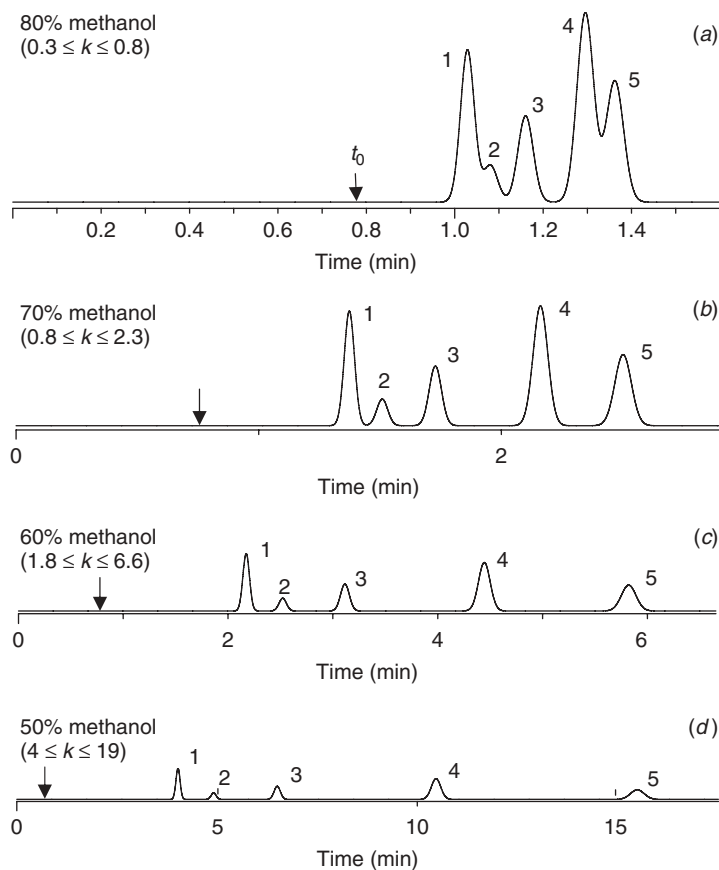 80% methanol
(0.3 ≤ k ≤ 0.8)
(a)
1
2
3
4
5
t0
0.2 0.4 0.6 0.8 1.0 1.2 1.4
Time (min)
70% methanol
(0.8 ≤ k ≤ 2.3)
(b)
1
2
3
4
5
0 2
Time (min)
60% methanol
(1.8 ≤ k ≤ 6.6)
(c)
1
2
3
4
5
0 2 4 6
Time (min)
50% methanol
(4 ≤ k ≤ 19)
(d)
1
2
3
4
5
0 5 10 15
Time (min)